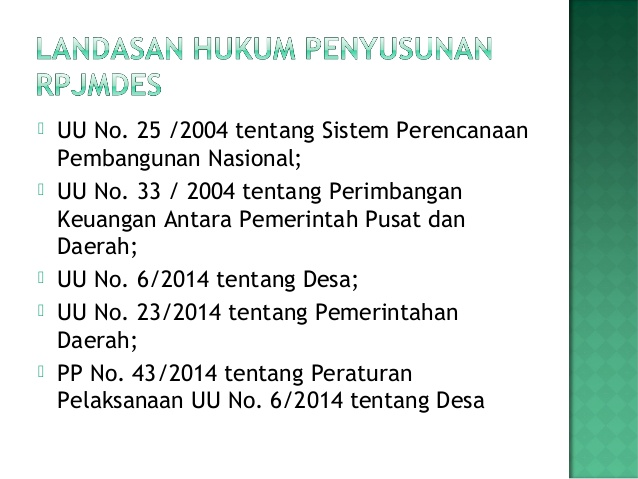 LANDASAN HUKUM PENYUSUNAN
RPJMDES
UU No. 25 /2004 tentang Sistem Perencanaan
Pembangunan Nasional;
UU No. 33 / 2004 tentang Perimbangan
Keuangan Antara Pemerintah Pusat dan
Daerah;
UU No. 6/2014 tentang Desa;
UU No. 23/2014 tentang Pemerintahan
Daerah;
PP No. 43/2014 tentang Peraturan
Pelaksanaan UU No. 6/2014 tentang Desa